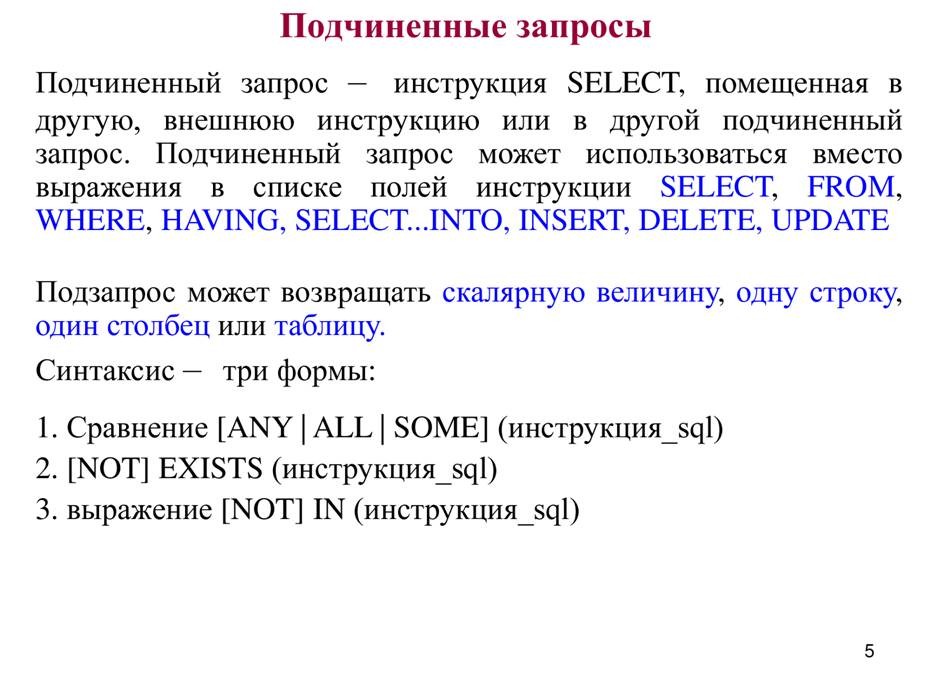 Подчиненные запросы
Подчиненный запрос – инструкция SELECT, помещенная в
другую, внешнюю инструкцию или в другой подчиненный
запрос. Подчиненный запрос может использоваться вместо
выражения в списке полей инструкции SELECT, FROM,
WHERE, HAVING, SELECT...INTO, INSERT, DELETE, UPDATE
Подзапрос может возвращать скалярную величину, одну строку,
один столбец или таблицу.
Синтаксис – три формы:
1. Сравнение [ANY|ALL|SOME] (инструкция_sql)
2. [NOT] EXISTS (инструкция_sql)
3. выражение [NOT] IN (инструкция_sql)
5